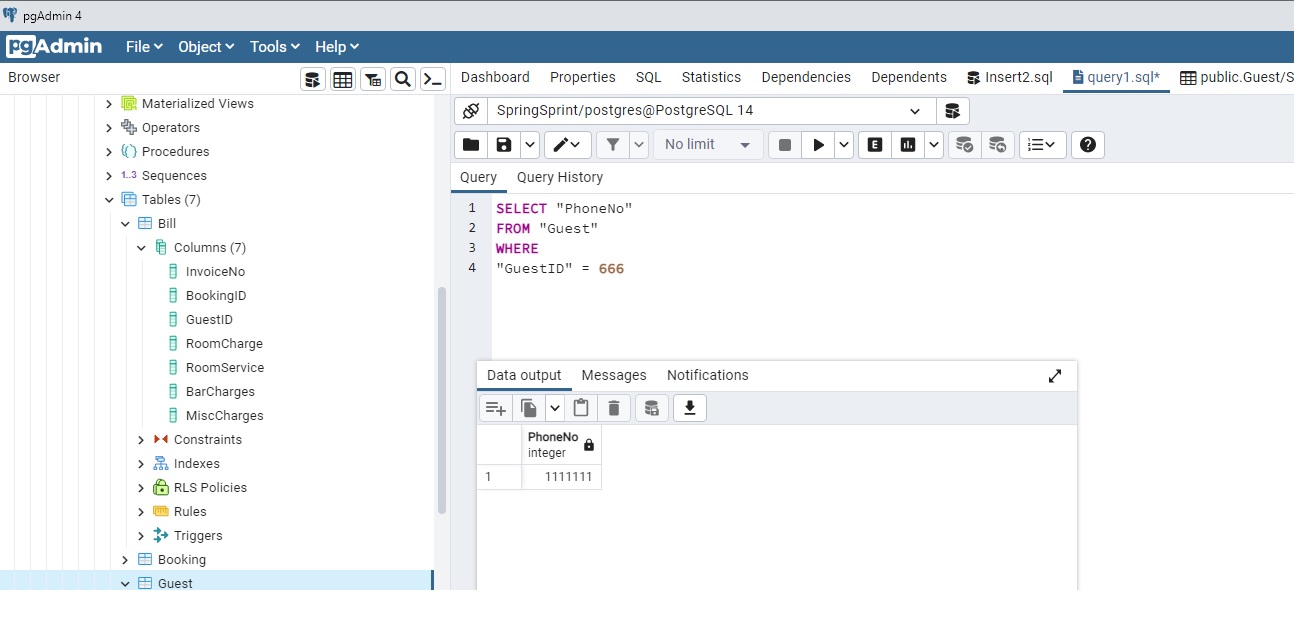 pgAdmin 4
pgAdmin File Object Tools Help
Browser
Dashboard Properties SQL Statistics Dependencies Dependents Insert2.sql query1.sql* public.Guest/S
Materialized Views
Operators
Procedures
1..3 Sequences
Tables (7)
Bill
Columns (7)
InvoiceNo
BookingID
GuestID
RoomCharge
RoomService
BarCharges
MiscCharges
Constraints
Indexes
RLS Policies
Rules
Triggers
Booking
Guest
SpringSprint/postgres@PostgreSQL 14
No limit E
Query Query History
1 SELECT "PhoneNo"
2 FROM "Guest"
3 WHERE
4 "GuestID" = 666
Data output Messages Notifications
PhoneNo
integer
1 1111111